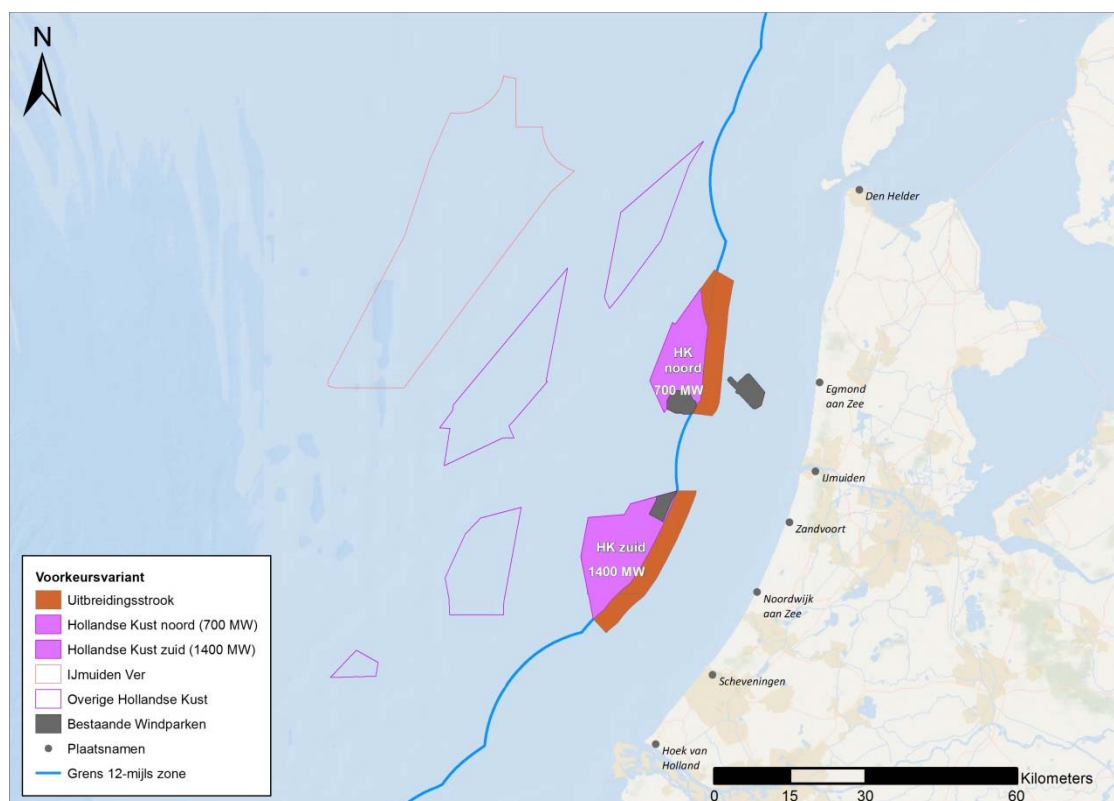 N
Den Helder
HK
noord
700 MW
Egmond
aan Zee
IJmuiden
Zandvoort
HK zuid
1400 MW
Noordwijk
aan Zee
Scheveningen
Hoek van
Holland
Voorkeursvariant
Uitbreidingsstrook
Hollandse Kust noord (700 MW)
Hollandse Kust zuid (1400 MW)
IJmuiden Ver
Overige Hollandse Kust
Bestaande Windparken
Plaatsnamen
Grens 12-mijls zone
Kilometers
0 15 30 60